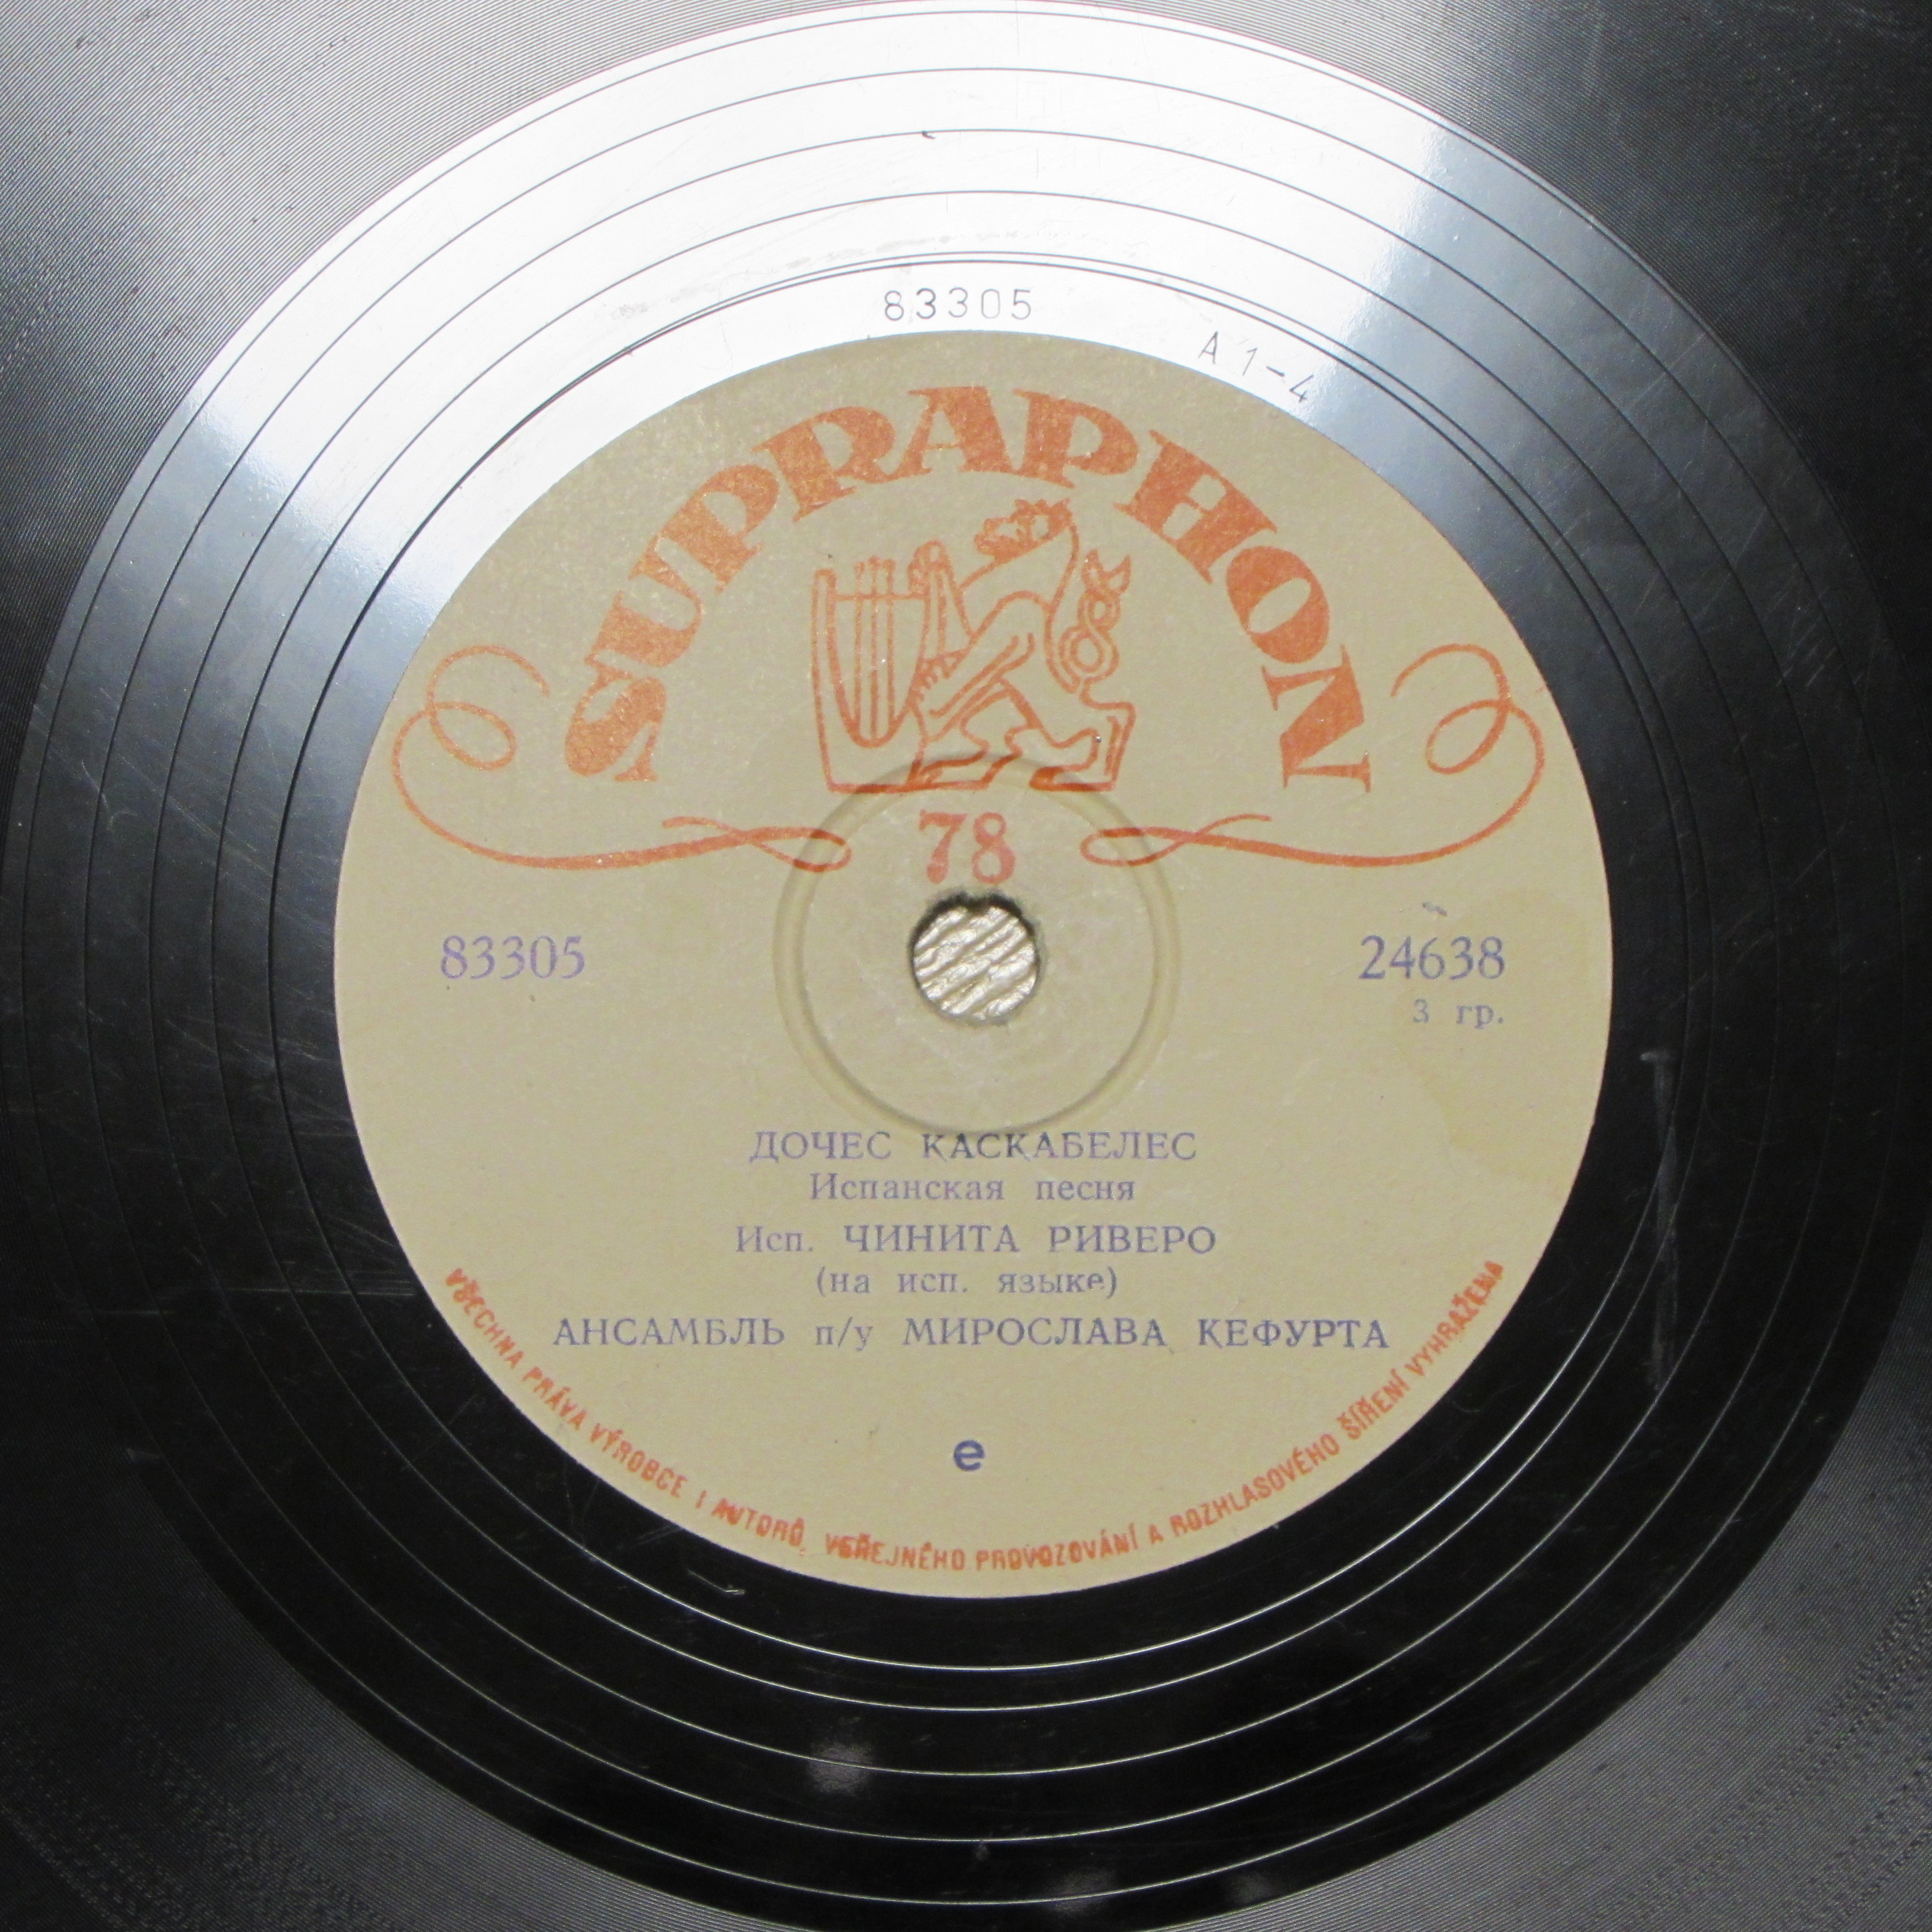 83305
A 1-4
SUPRAPHON
78
83305
24638
3 гр.
ДОЧЕС КАСКАБЕЛЕС
Испанская песня
Исп. ЧИНИТА РИВЕРО
(на исп. языке)
АНСАМБЛЬ п/у МИРОСЛАВА КЕФУРТА
e
VŠECHNA PRÁVA VÝROBCE I AUTORŮ, VEŘEJNÉHO PROVOZOVÁNÍ A ROZHLASOVÉHO ŠÍŘENÍ VYHRAŽENA